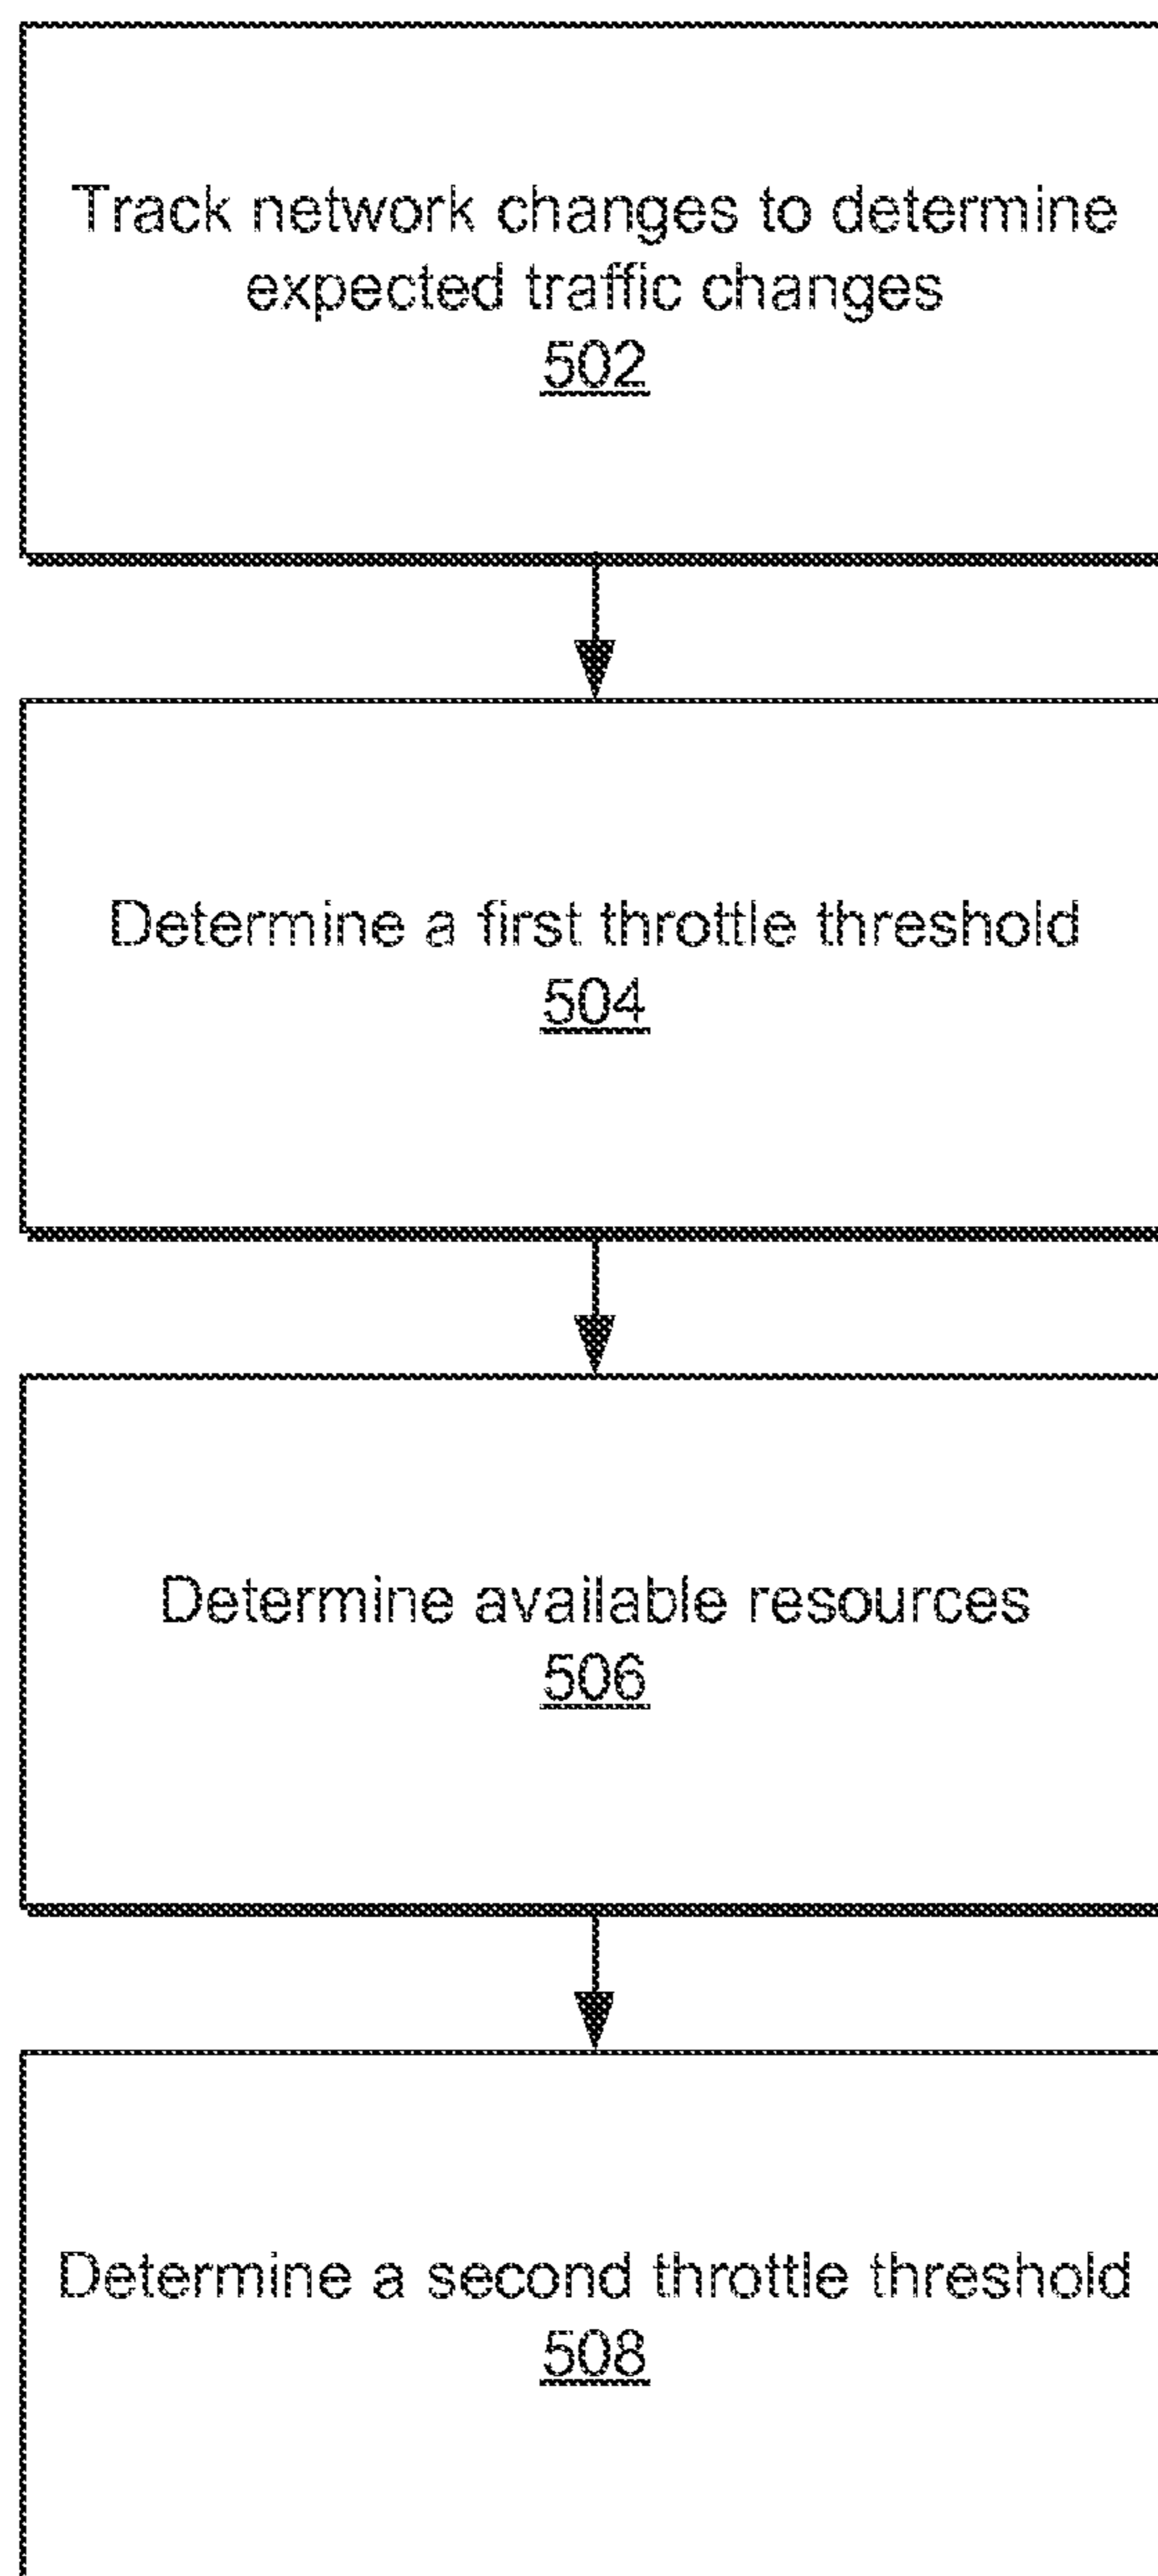 Track network changes to determine
expected traffic changes
502
Determine a first throttle threshold
504
Determine available resources
506
Determine a second throttle threshold
508